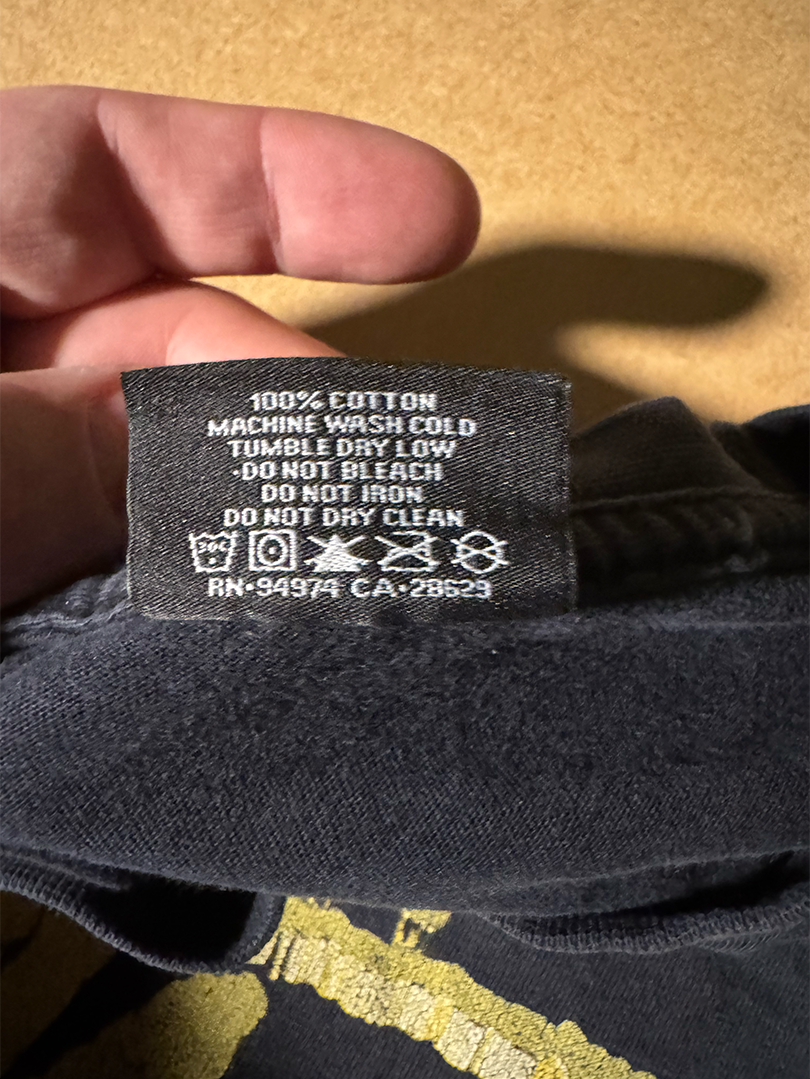 100% COTTON
MACHINE WASH COLD
TUMBLE DRY LOW
·DO NOT BLEACH
DO NOT IRON
DO NOT DRY CLEAN
30C
RN·94974 CA·28629